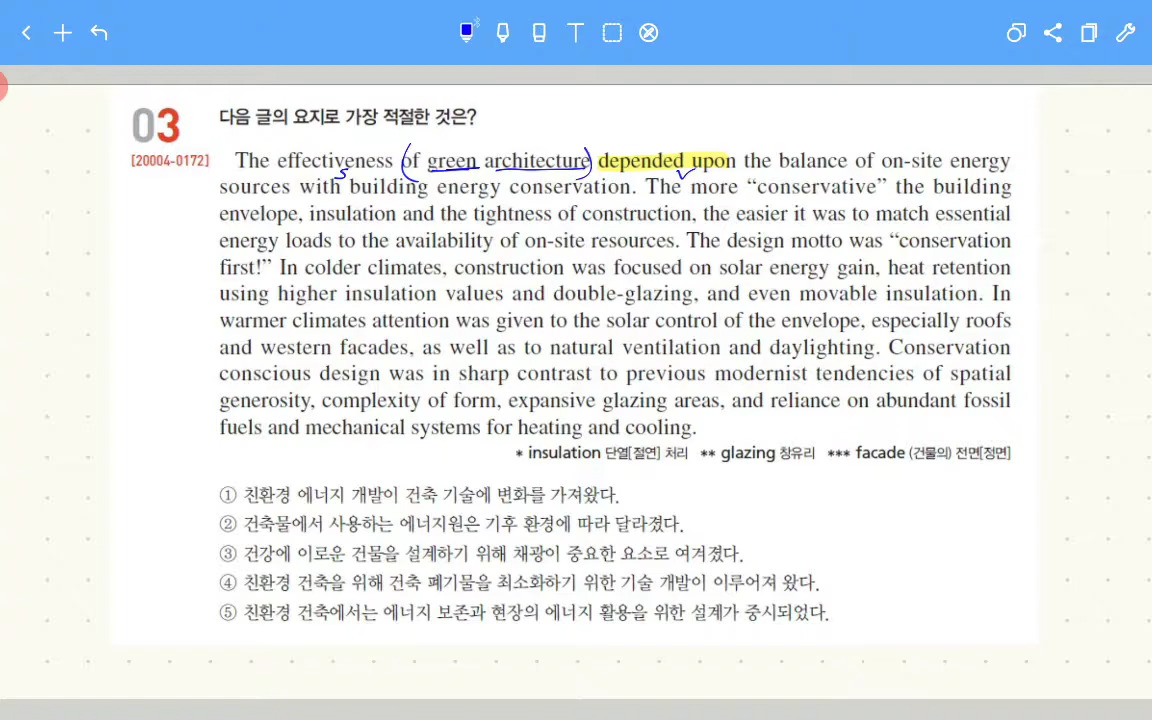 03 다음 글의 요지로 가장 적절한 것은?
[20004-0172] The effectiveness of green architecture depended upon the balance of on-site energy
sources with building energy conservation. The more “conservative” the building
envelope, insulation and the tightness of construction, the easier it was to match essential
energy loads to the availability of on-site resources. The design motto was “conservation
first!” In colder climates, construction was focused on solar energy gain, heat retention
using higher insulation values and double-glazing, and even movable insulation. In
warmer climates attention was given to the solar control of the envelope, especially roofs
and western facades, as well as to natural ventilation and daylighting. Conservation
conscious design was in sharp contrast to previous modernist tendencies of spatial
generosity, complexity of form, expansive glazing areas, and reliance on abundant fossil
fuels and mechanical systems for heating and cooling.
* insulation 단열[절연] 처리 ** glazing 창유리 *** facade (건물의) 전면[정면]
① 친환경 에너지 개발이 건축 기술에 변화를 가져왔다.
② 건축물에서 사용하는 에너지원은 기후 환경에 따라 달라졌다.
③ 건강에 이로운 건물을 설계하기 위해 채광이 중요한 요소로 여겨졌다.
④ 친환경 건축을 위해 건축 폐기물을 최소화하기 위한 기술 개발이 이루어져 왔다.
⑤ 친환경 건축에서는 에너지 보존과 현장의 에너지 활용을 위한 설계가 중시되었다.